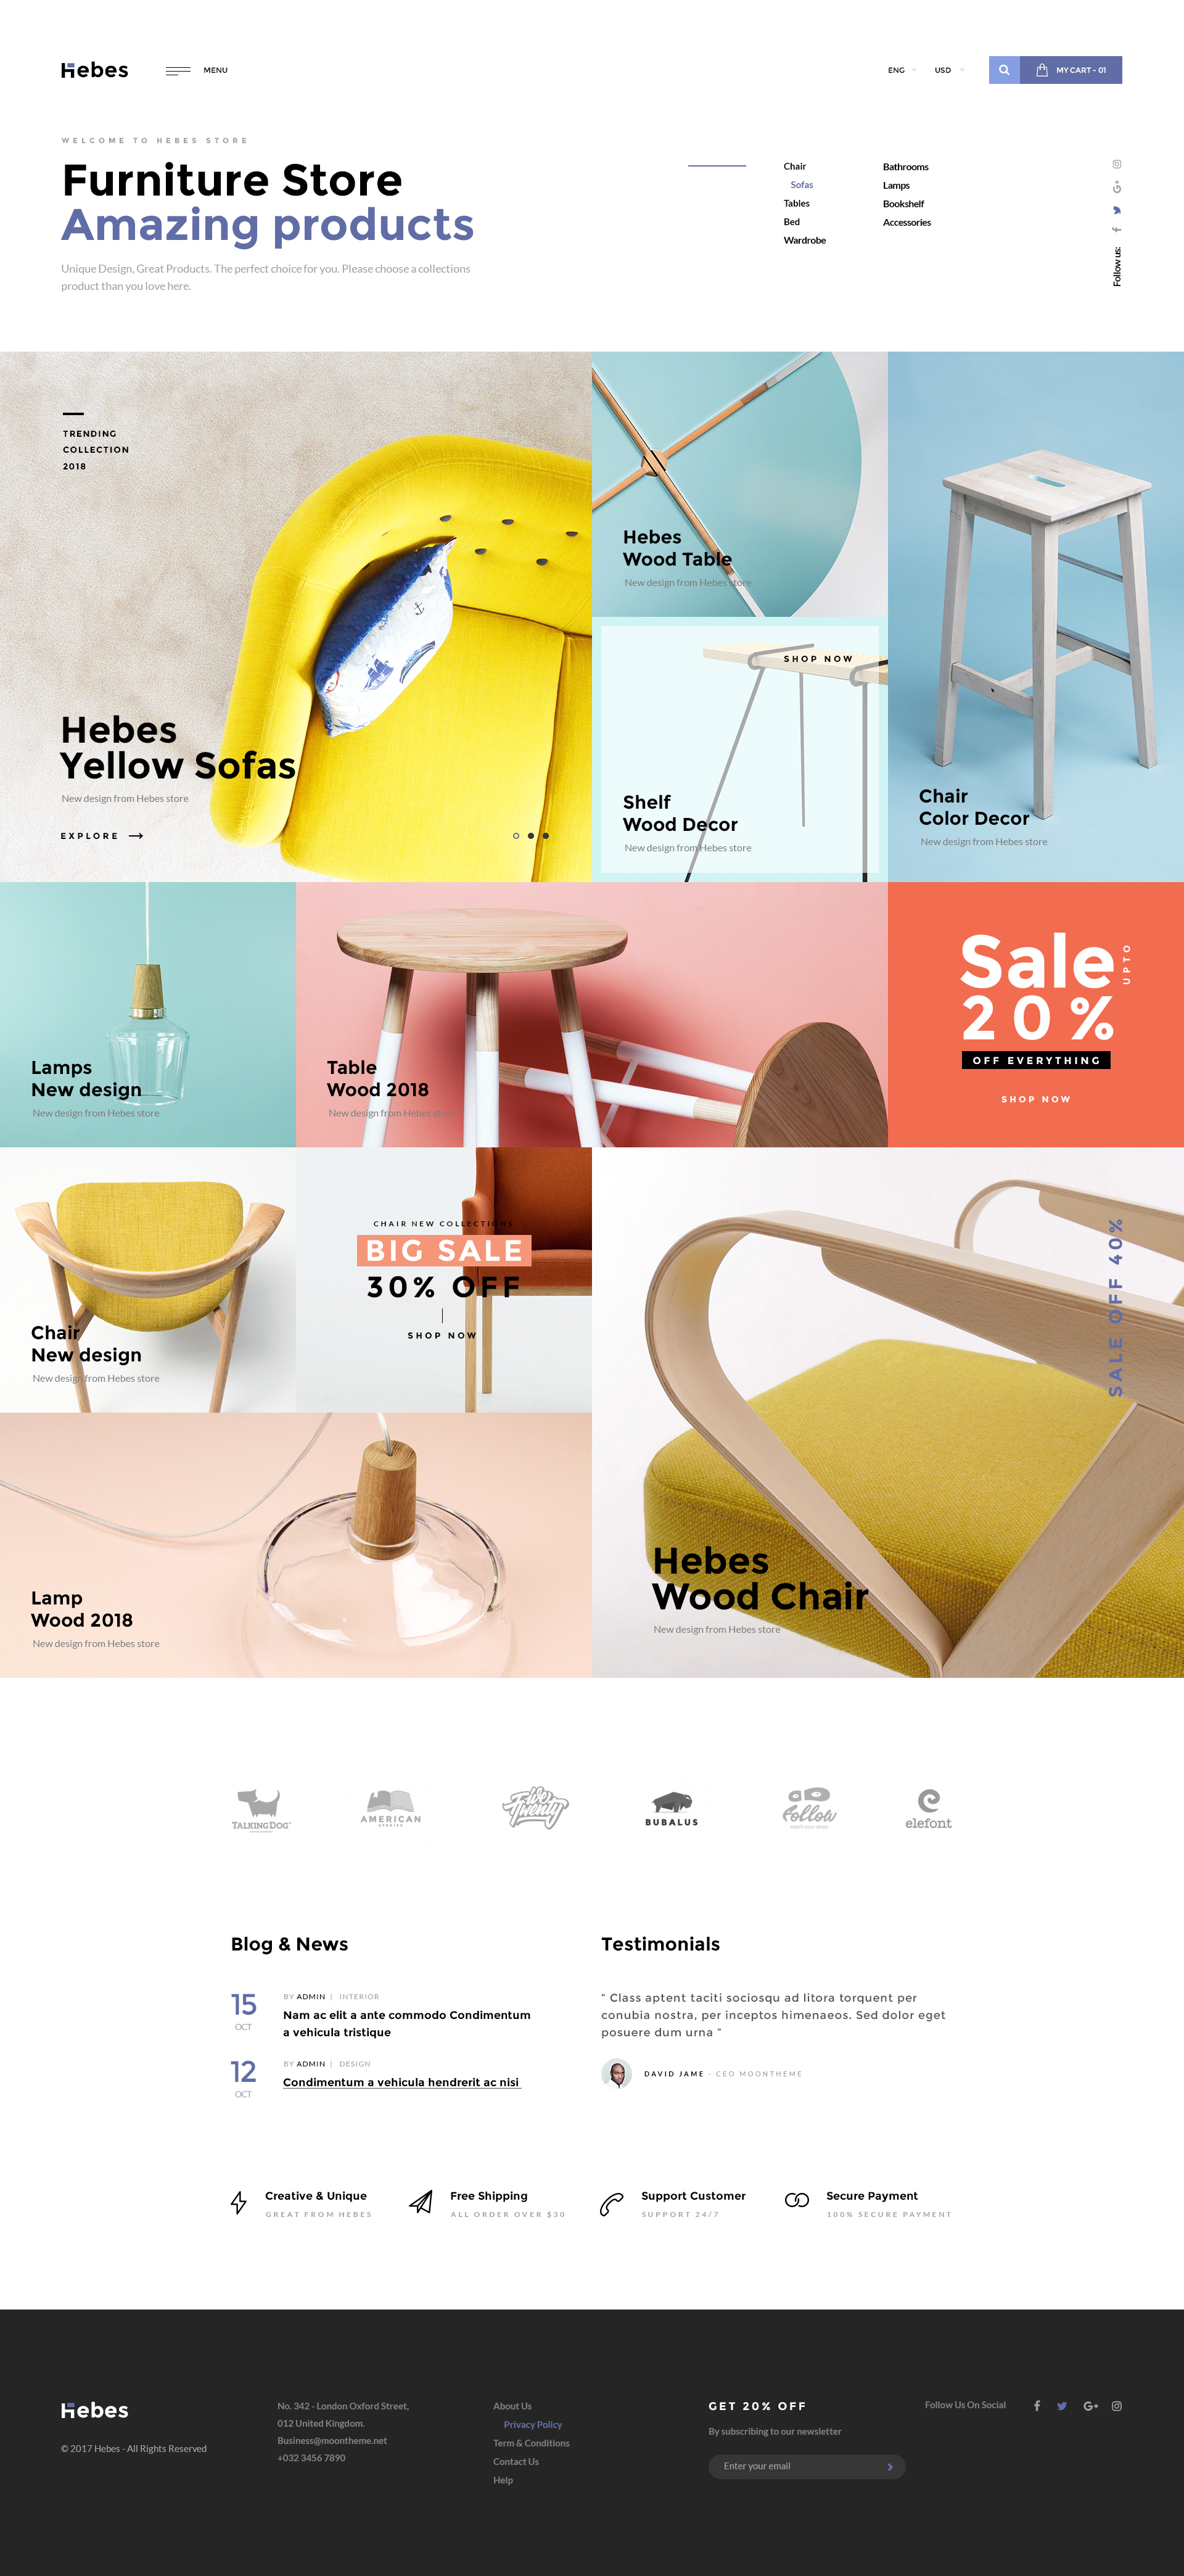 Hebes
MENU
ENG
USD
MY CART - 01
WELCOME TO HEBES STORE
Furniture Store
Amazing products
Unique Design, Great Products. The perfect choice for you. Please choose a collections
product than you love here.
Chair
Sofas
Tables
Bed
Wardrobe
Bathrooms
Lamps
Bookshelf
Accessories
Follow us:
TRENDING
COLLECTION
2018
Hebes
Yellow Sofas
New design from Hebes store
EXPLORE
Hebes
Wood Table
New design from Hebes store
SHOP NOW
Shelf
Wood Decor
New design from Hebes store
Chair
Color Decor
New design from Hebes store
Lamps
New design
New design from Hebes store
Table
Wood 2018
New design from Hebes store
Sale
UPTO
20%
OFF EVERYTHING
SHOP NOW
Chair
New design
New design from Hebes store
CHAIR NEW COLLECTIONS
BIG SALE
30% OFF
SHOP NOW
SALE OFF 40%
Hebes
Wood Chair
New design from Hebes store
Lamp
Wood 2018
New design from Hebes store
TALKINGDOG
AMERICAN
STORIES
Five
Twenty
BUBALUS
follow
watch your steps
elefont
Blog & News
15
OCT
BY ADMIN | INTERIOR
Nam ac elit a ante commodo Condimentum
a vehicula tristique
12
OCT
BY ADMIN | DESIGN
Condimentum a vehicula hendrerit ac nisi
Testimonials
“ Class aptent taciti sociosqu ad litora torquent per
conubia nostra, per inceptos himenaeos. Sed dolor eget
posuere dum urna ”
DAVID JAME - CEO MOONTHEME
Creative & Unique
GREAT FROM HEBES
Free Shipping
ALL ORDER OVER $30
Support Customer
SUPPORT 24/7
Secure Payment
100% SECURE PAYMENT
Hebes
© 2017 Hebes - All Rights Reserved
No. 342 - London Oxford Street,
012 United Kingdom.
Business@moontheme.net
+032 3456 7890
About Us
Privacy Policy
Term & Conditions
Contact Us
Help
GET 20% OFF
By subscribing to our newsletter
Enter your email
Follow Us On Social